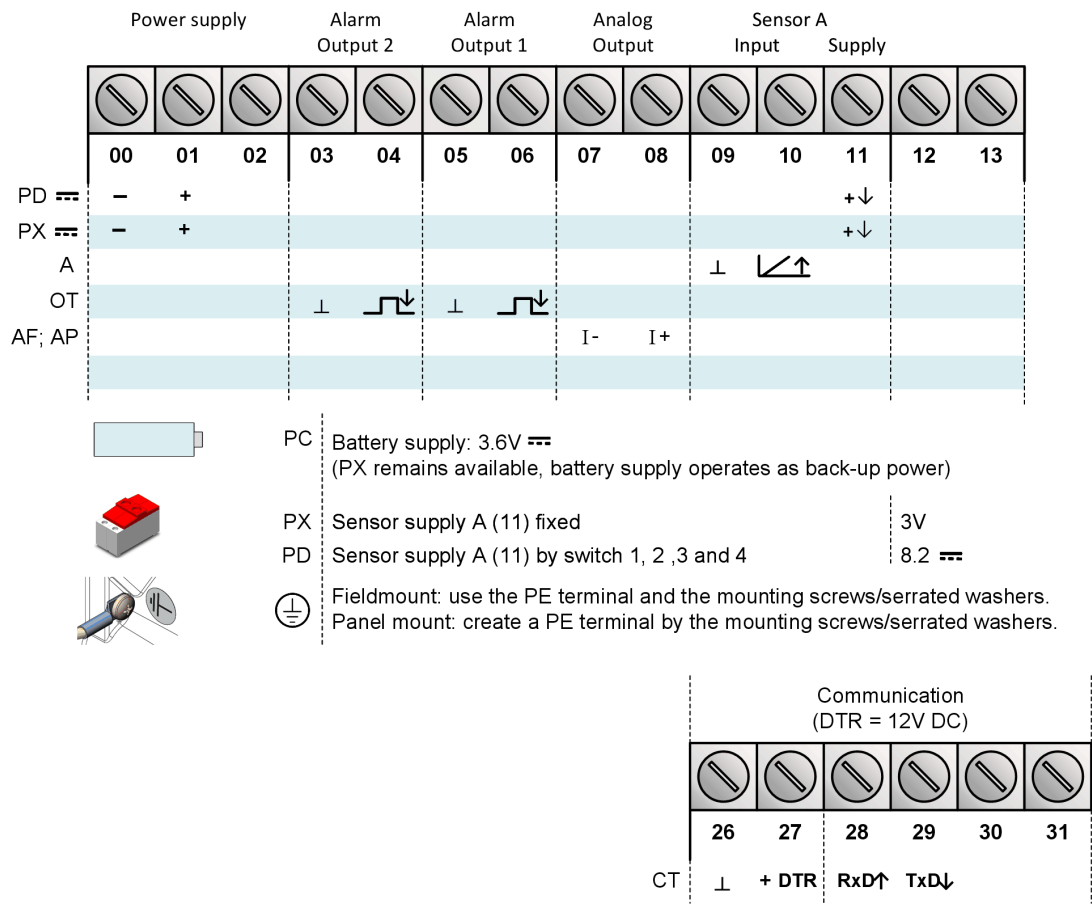 Power supply Alarm Alarm Analog Sensor A
Output 2 Output 1 Output Input Supply
00 01 02 03 04 05 06 07 08 09 10 11 12 13
PD − + +↓
PX − + +↓
A ⊥
OT ⊥ ⊥
AF; AP I- I+
PC Battery supply: 3.6V
(PX remains available, battery supply operates as back-up power)
PX Sensor supply A (11) fixed 3V
PD Sensor supply A (11) by switch 1, 2 ,3 and 4 8.2
Fieldmount: use the PE terminal and the mounting screws/serrated washers.
Panel mount: create a PE terminal by the mounting screws/serrated washers.
Communication
(DTR = 12V DC)
26 27 28 29 30 31
CT ⊥ + DTR RxD↑ TxD↓